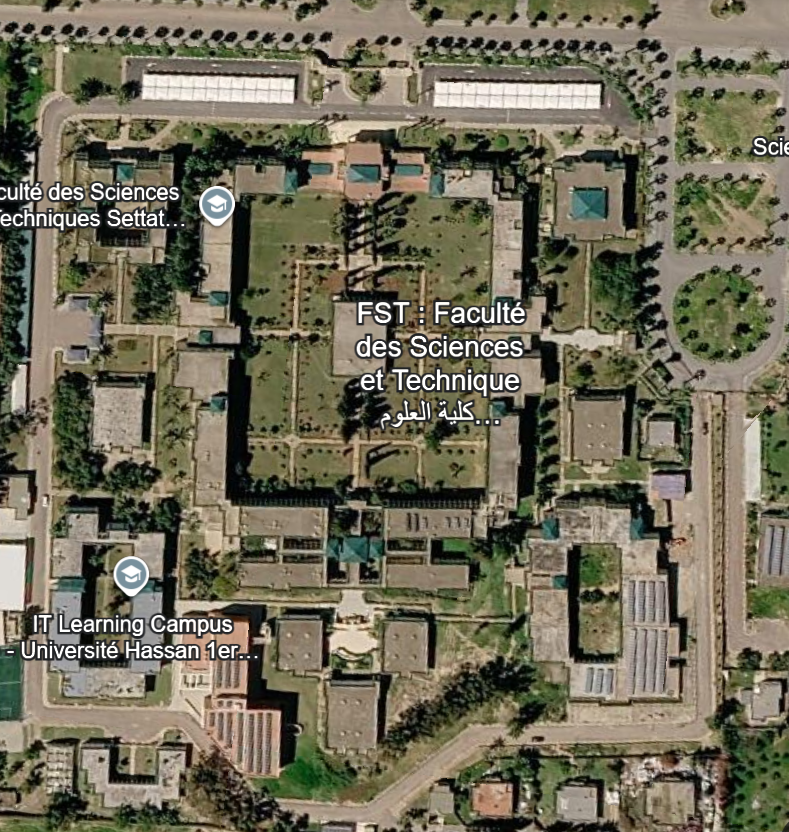 Scie
culté des Sciences
Techniques Settat...
FST : Faculté
des Sciences
et Technique
كلية العلوم...
IT Learning Campus
- Université Hassan 1er...